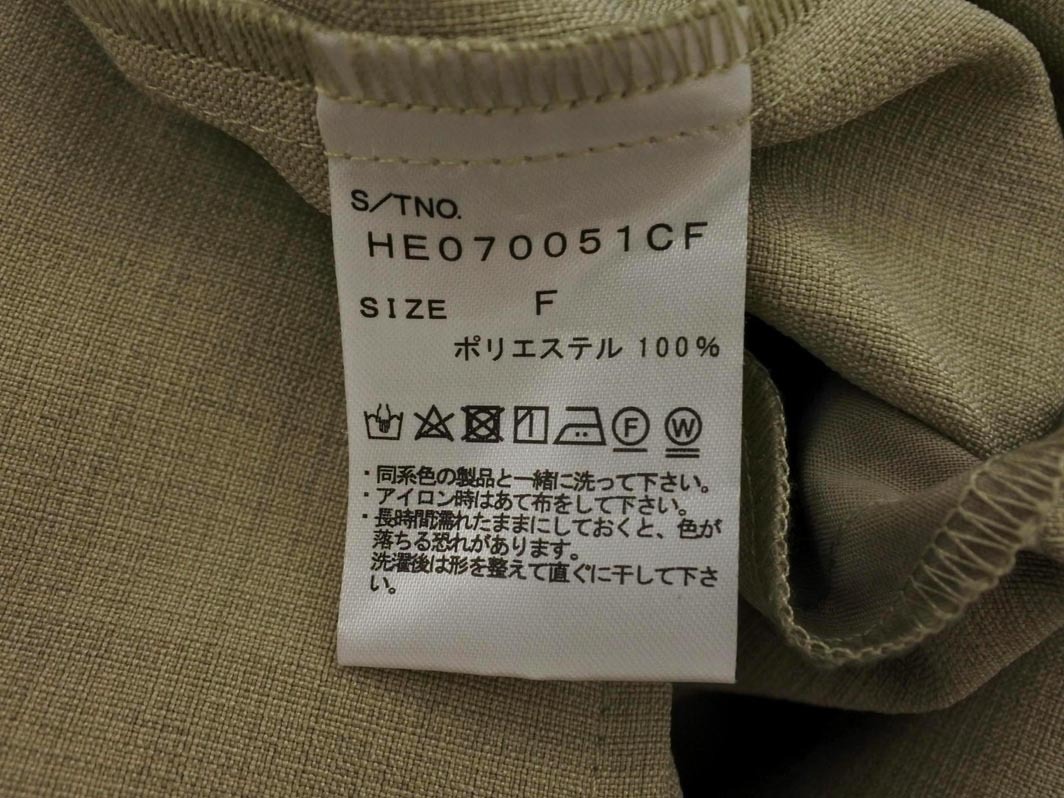 S/TNO.
HE070051CF
SIZE F
ポリエステル 100%
F W
・同系色の製品と一緒に洗って下さい。
・アイロン時はあて布をして下さい。
・長時間濡れたままにしておくと、色が
落ちる恐れがあります。
洗濯後は形を整えて直ぐに干して下さ
い。